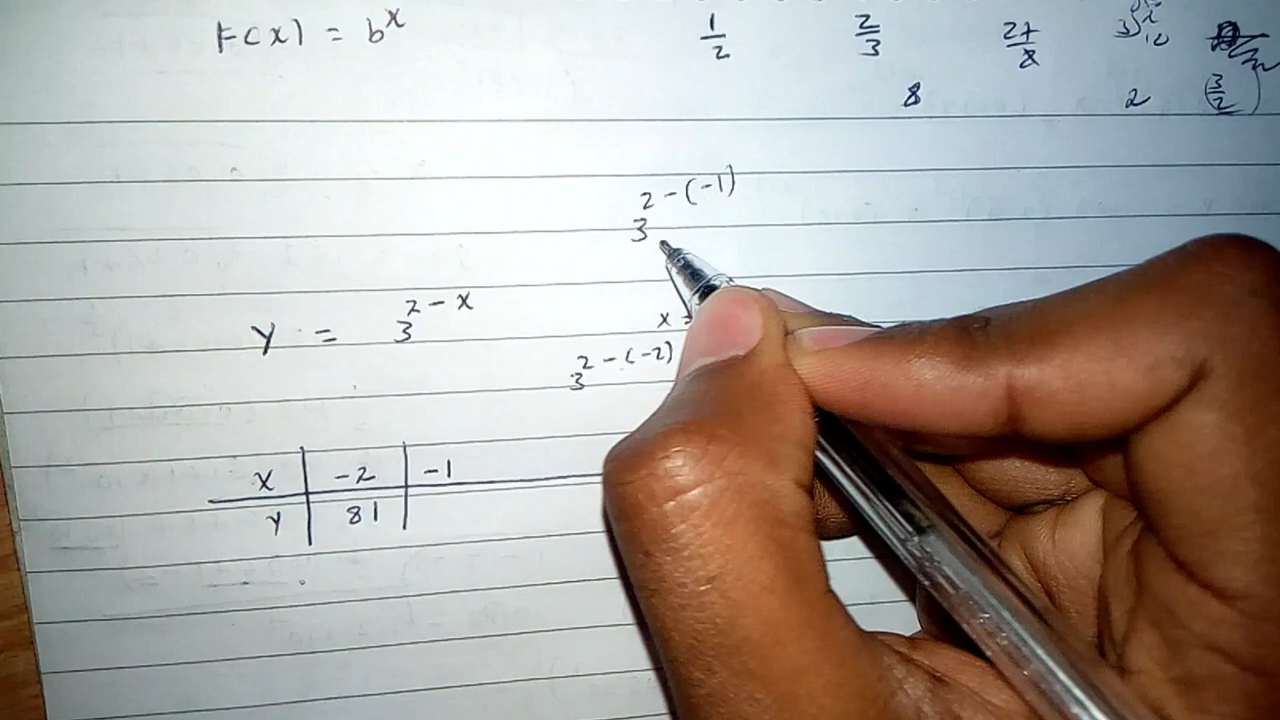 F(x) = b^x 1/2 2/3 27/8
8 2 (3/2)
3^2-(-1)
y = 3^2-x x
3^2-(-2)
x -2 -1
y 81